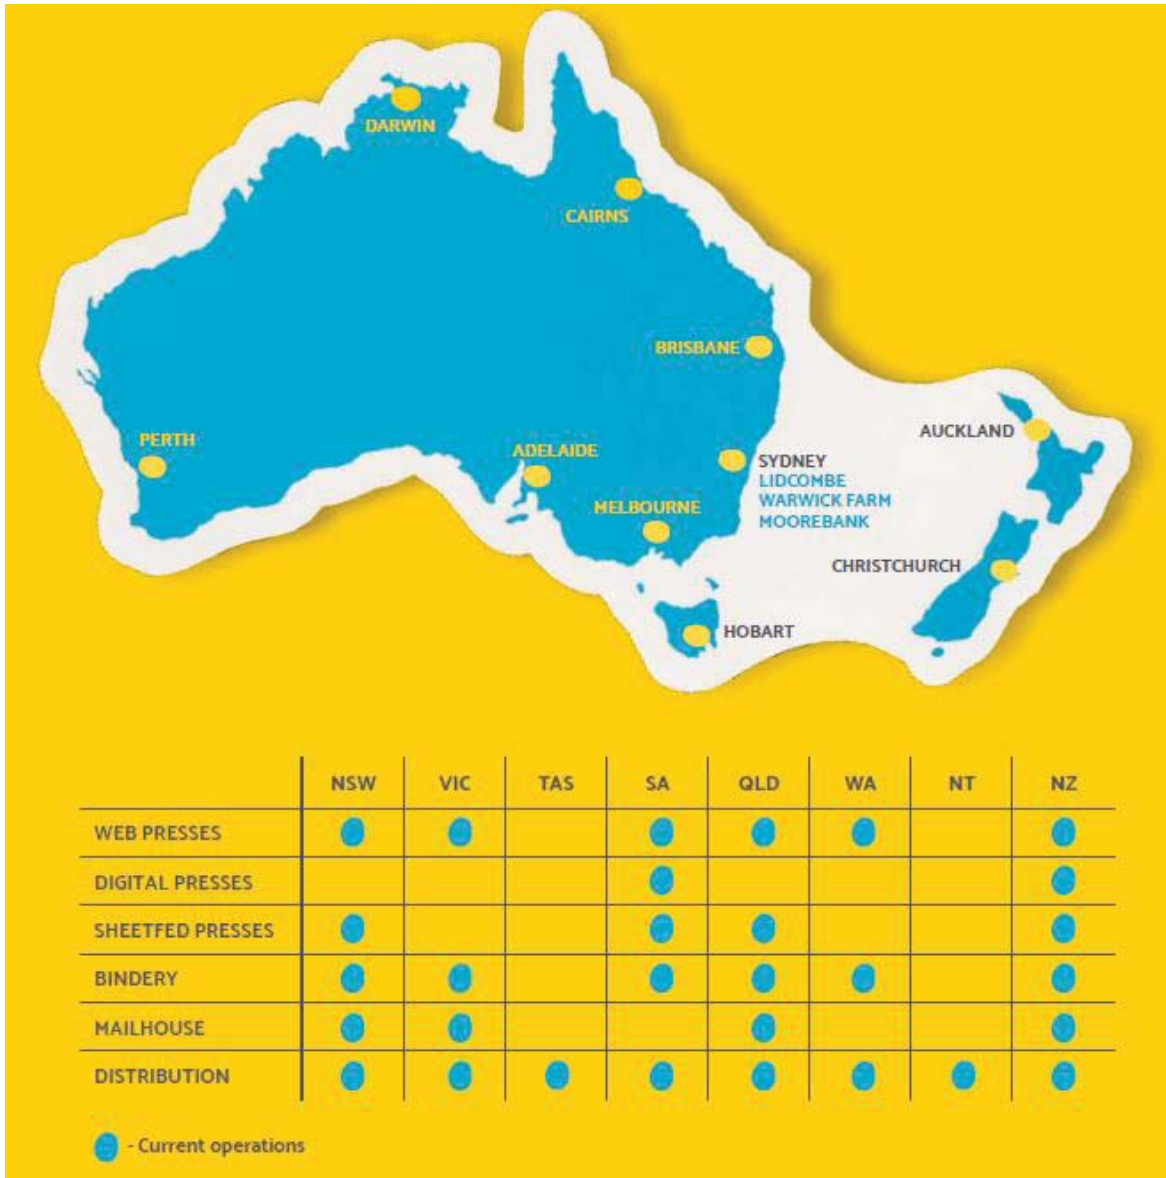 DARWIN
CAIRNS
BRISBANE
PERTH
ADELAIDE
AUCKLAND
SYDNEY
LIDCOMBE
WARWICK FARM
MOOREBANK
MELBOURNE
CHRISTCHURCH
HOBART
NSW VIC TAS SA QLD WA NT NZ
WEB PRESSES
DIGITAL PRESSES
SHEETFED PRESSES
BINDERY
MAILHOUSE
DISTRIBUTION
- Current operations